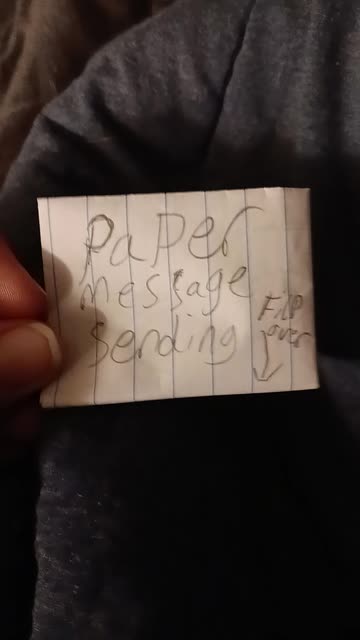 Paper
message
sending
Flip
over